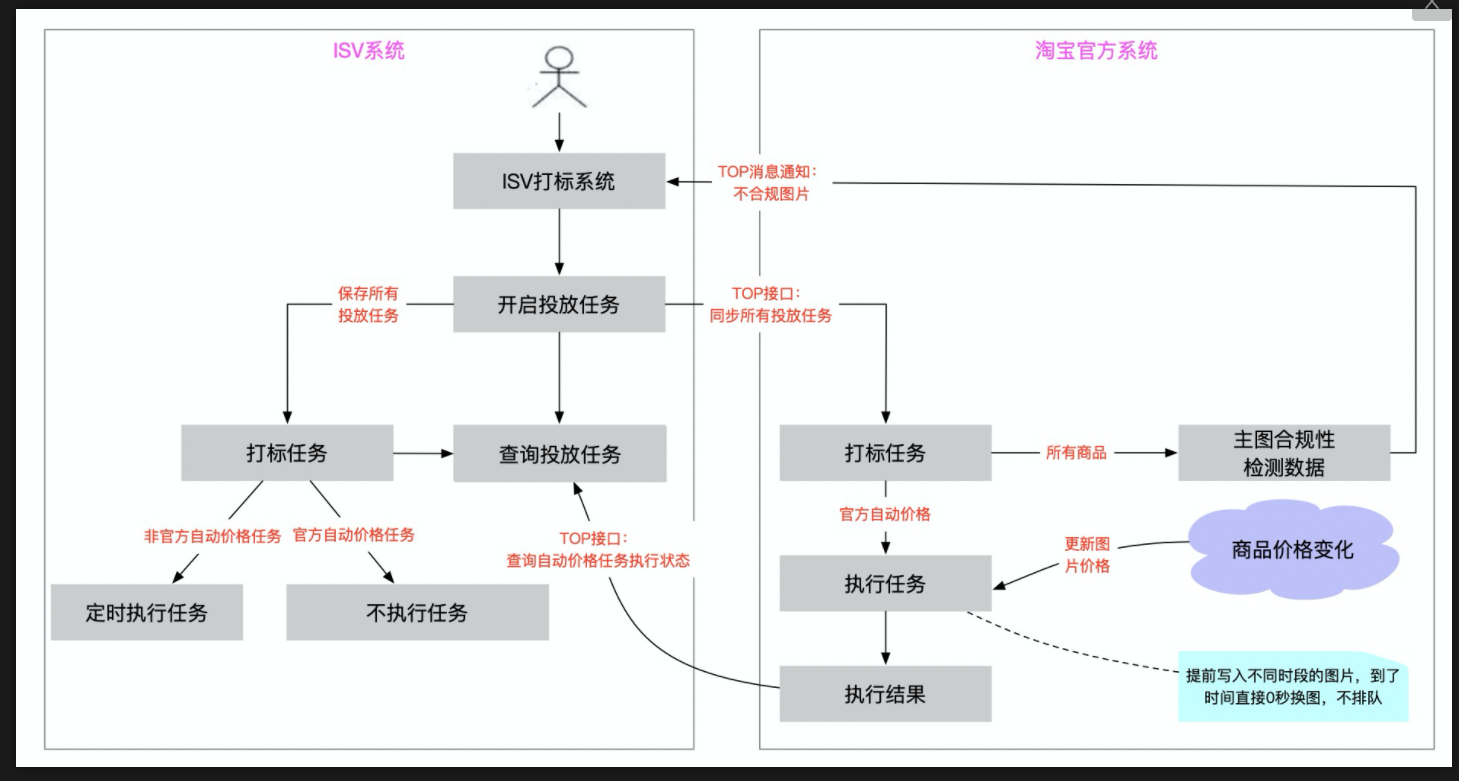 ISV系统
淘宝官方系统
ISV打标系统
TOP消息通知：
不合规图片
开启投放任务
保存所有
投放任务
TOP接口：
同步所有投放任务
打标任务
查询投放任务
打标任务
所有商品
主图合规性
检测数据
非官方自动价格任务
官方自动价格任务
TOP接口：
查询自动价格任务执行状态
官方自动价格
更新图
片价格
商品价格变化
定时执行任务
不执行任务
执行任务
执行结果
提前写入不同时段的图片，到了
时间直接0秒换图，不排队